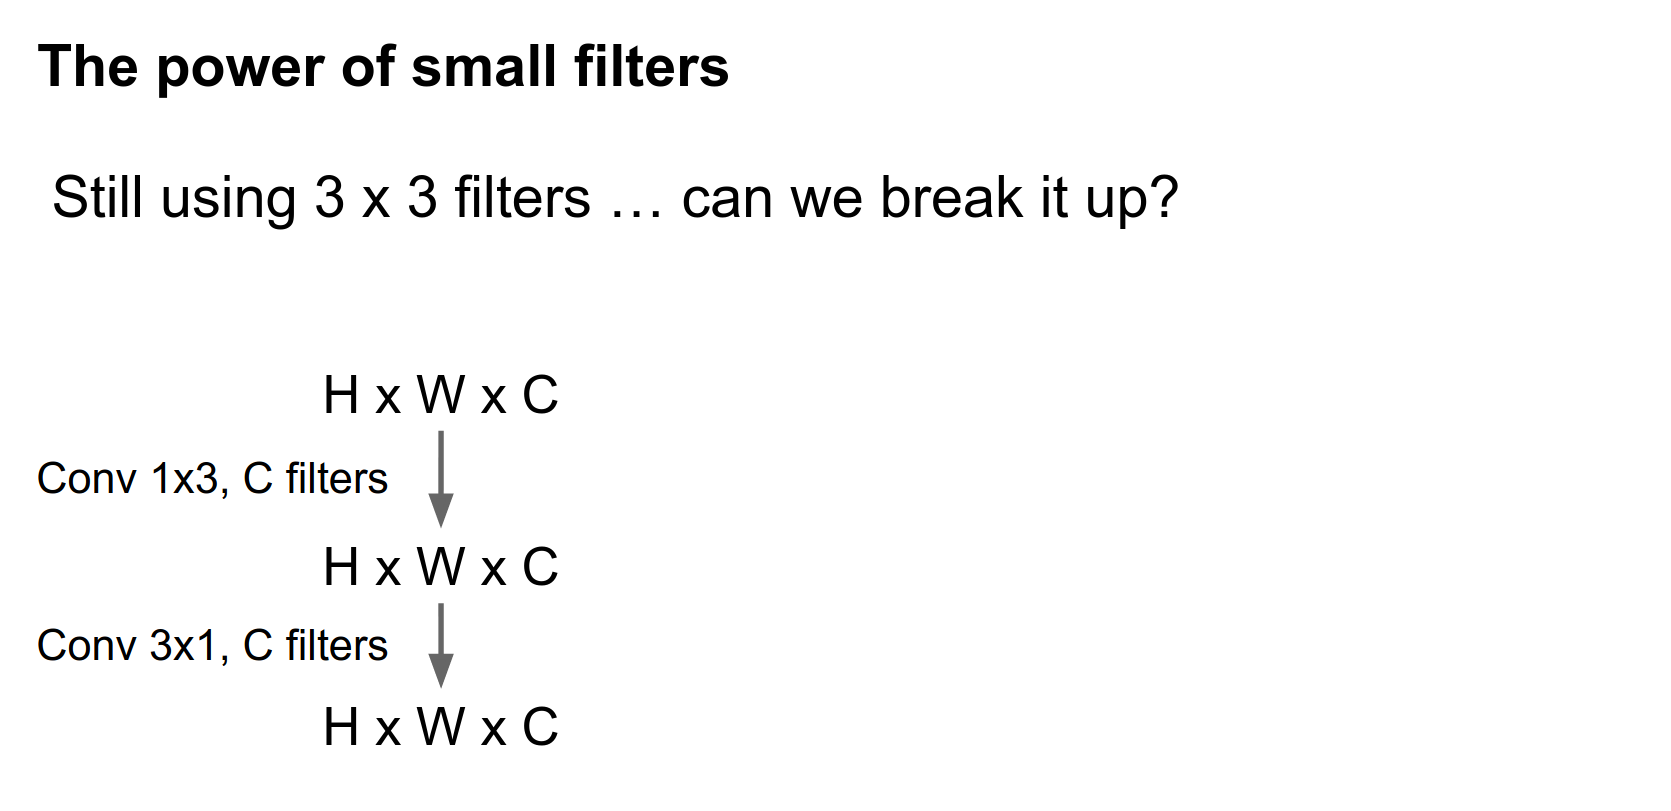 The power of small filters
Still using 3 x 3 filters … can we break it up?
H x W x C
Conv 1x3, C filters
H x W x C
Conv 3x1, C filters
H x W x C